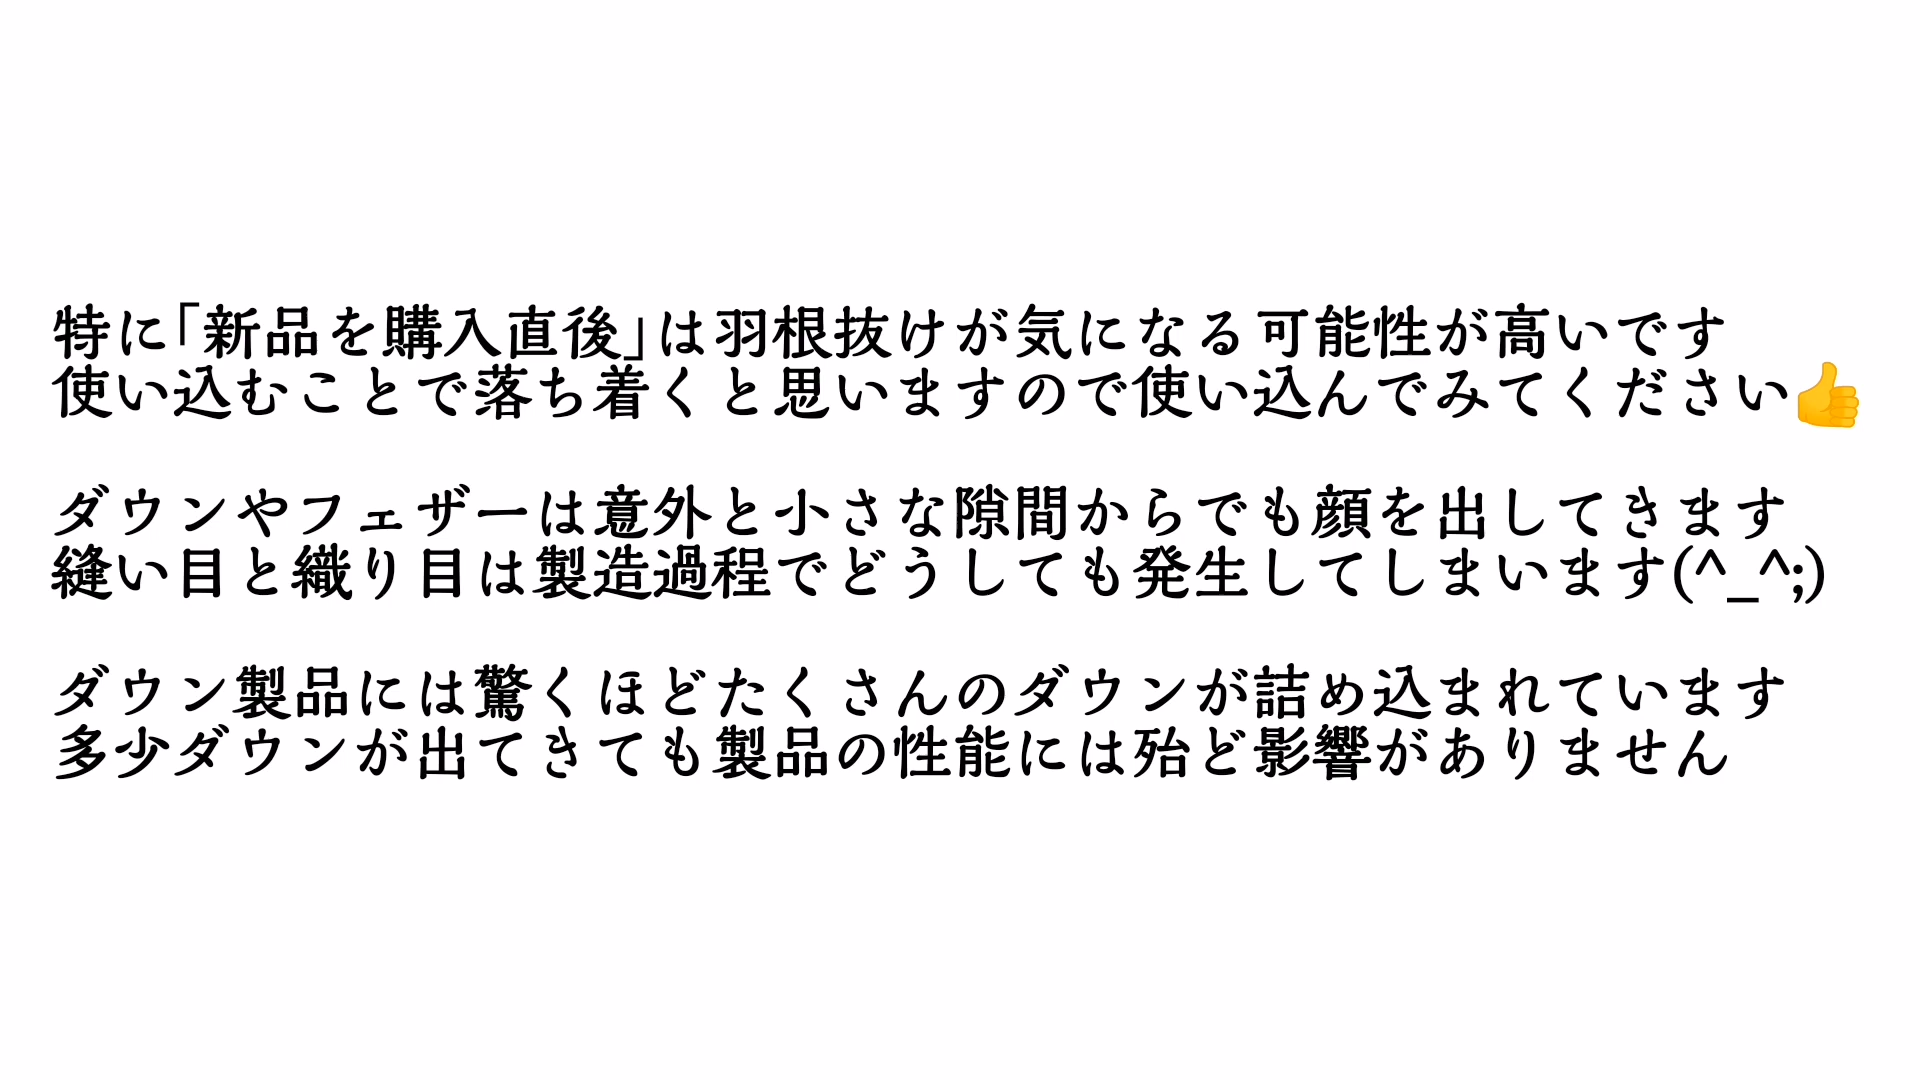 特に「新品を購入直後」は羽根抜けが気になる可能性が高いです
使い込むことで落ち着くと思いますので使い込んでみてください👍
ダウンやフェザーは意外と小さな隙間からでも顔を出してきます
縫い目と織り目は製造過程でどうしても発生してしまいます(^_^;)
ダウン製品には驚くほどたくさんのダウンが詰め込まれています
多少ダウンが出てきても製品の性能には殆ど影響がありません